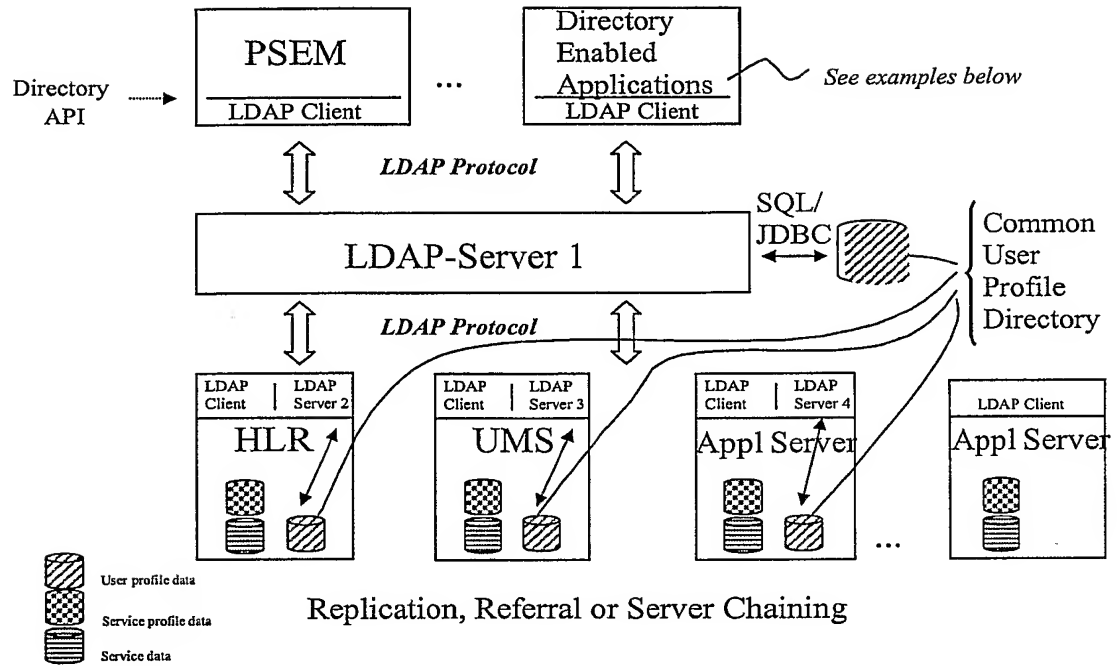 PSEM
LDAP Client
...
Directory
Enabled
Applications
LDAP Client
See examples below
Directory
API
LDAP Protocol
LDAP-Server 1
SQL/
JDBC
Common
User
Profile
Directory
LDAP Protocol
LDAP
Client
LDAP
Server 2
HLR
LDAP
Client
LDAP
Server 3
UMS
LDAP
Client
LDAP
Server 4
Appl Server
...
LDAP Client
Appl Server
User profile data
Service profile data
Service data
Replication, Referral or Server Chaining